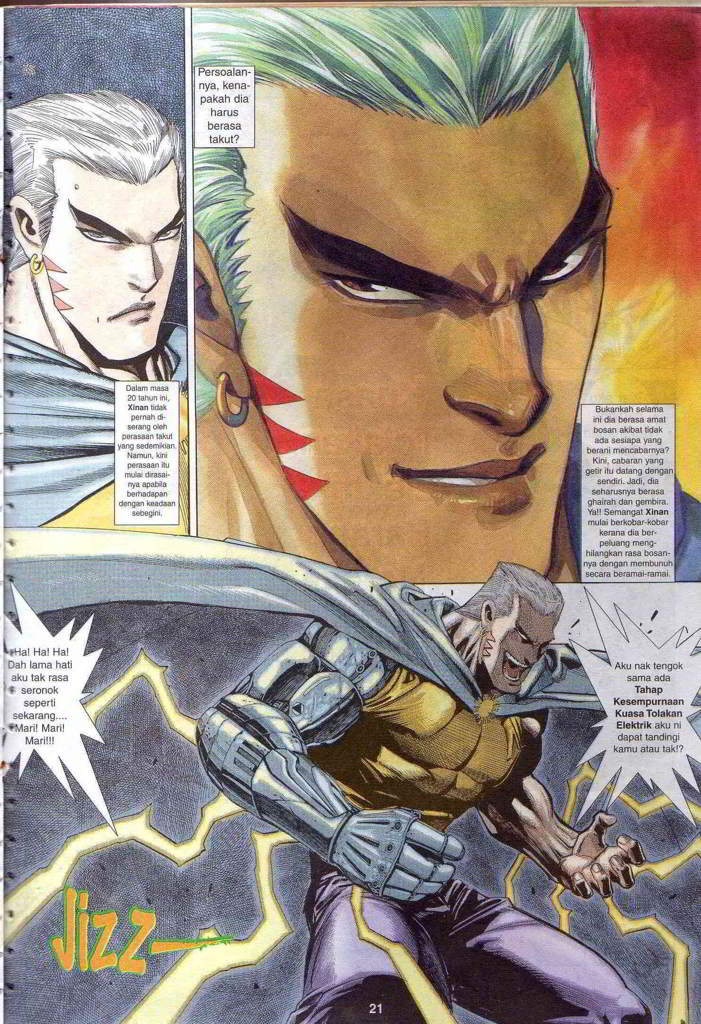 Persoalan-
nya, kena-
pakah dia
harus
berasa
takut?
Dalam masa
20 tahun ini,
Xinan tidak
pernah di-
serang oleh
perasaan takut
yang sedemikian.
Namun, kini
perasaan itu
mulai dirasai-
nya apabila
berhadapan
dengan keadaan
sebegini.
Bukankah selama
ini dia berasa amat
bosan akibat tidak
ada sesiapa yang
berani mencabarnya?
Kini, cabaran yang
getir itu datang dengan
sendiri. Jadi, dia
seharusnya berasa
ghairah dan gembira.
Ya!! Semangat Xinan
mulai berkobar-kobar
kerana dia ber-
peluang meng-
hilangkan rasa bosan-
nya dengan membunuh
secara beramai-ramai.
Ha! Ha! Ha!
Dah lama hati
aku tak rasa
seronok
seperti
sekarang....
Mari! Mari!
Mari!!!
Aku nak tengok
sama ada
Tahap
Kesempurnaan
Kuasa Tolakan
Elektrik aku ni
dapat tandingi
kamu atau tak!?
Jizz
21